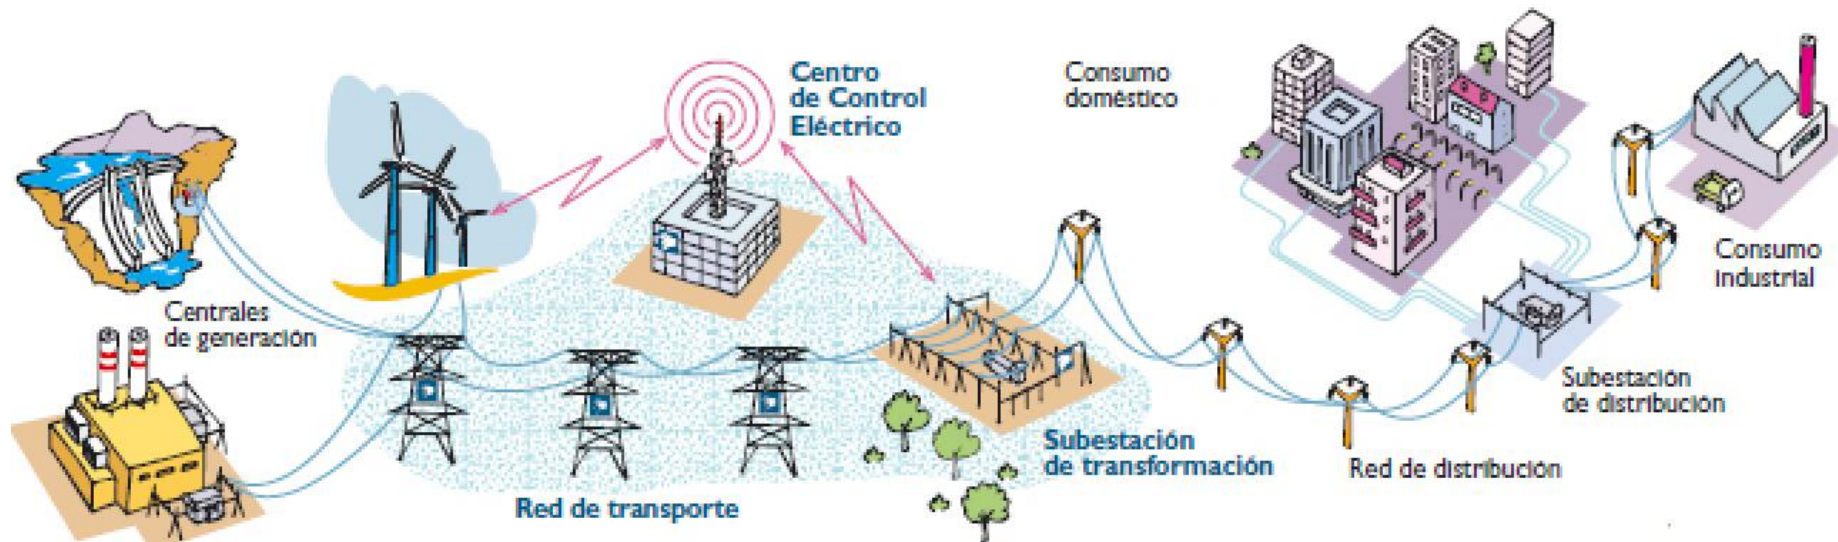 Centro
de Control
Eléctrico
Consumo
doméstico
Centrales
de generación
Consumo
industrial
Subestación
de distribución
Subestación
de transformación
Red de distribución
Red de transporte